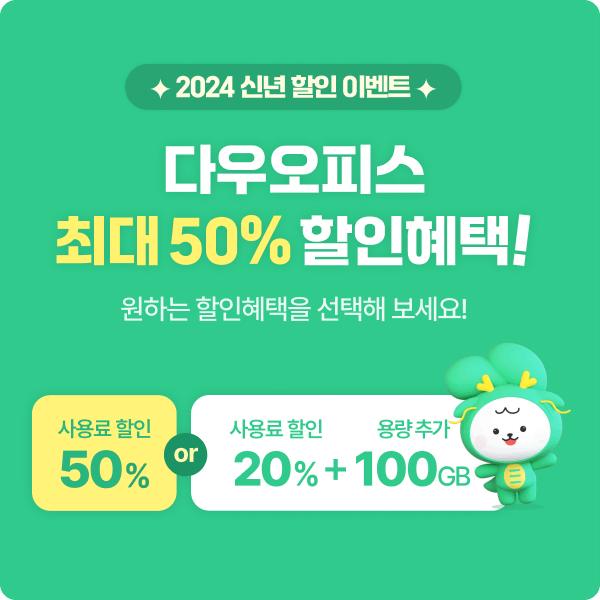 2024 신년 할인 이벤트
다우오피스
최대 50% 할인혜택!
원하는 할인혜택을 선택해 보세요!
사용료 할인
50%
or
사용료 할인 용량 추가
20% + 100GB